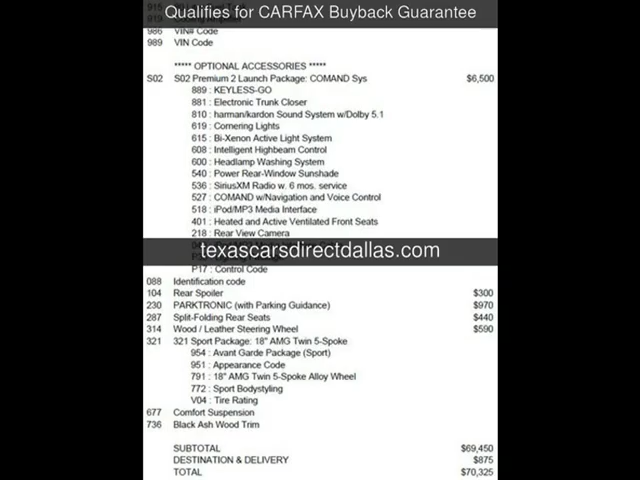 Qualifies for CARFAX Buyback Guarantee
915
919
986 VIN# Code
989 VIN Code
***** OPTIONAL ACCESSORIES *****
S02 S02 Premium 2 Launch Package: COMAND Sys $6,500
889 : KEYLESS-GO
881 : Electronic Trunk Closer
810 : harman/kardon Sound System w/Dolby 5.1
619 : Cornering Lights
615 : Bi-Xenon Active Light System
608 : Intelligent Highbeam Control
600 : Headlamp Washing System
540 : Power Rear-Window Sunshade
536 : SiriusXM Radio w. 6 mos. service
527 : COMAND w/Navigation and Voice Control
518 : iPod/MP3 Media Interface
401 : Heated and Active Ventilated Front Seats
218 : Rear View Camera
texascarsdirectdallas.com
P17 : Control Code
088 Identification code
104 Rear Spoiler $300
230 PARKTRONIC (with Parking Guidance) $970
287 Split-Folding Rear Seats $440
314 Wood / Leather Steering Wheel $590
321 321 Sport Package: 18" AMG Twin 5-Spoke
954 : Avant Garde Package (Sport)
951 : Appearance Code
791 : 18" AMG Twin 5-Spoke Alloy Wheel
772 : Sport Bodystyling
V04 : Tire Rating
677 Comfort Suspension
736 Black Ash Wood Trim
SUBTOTAL $69,450
DESTINATION & DELIVERY $875
TOTAL $70,325